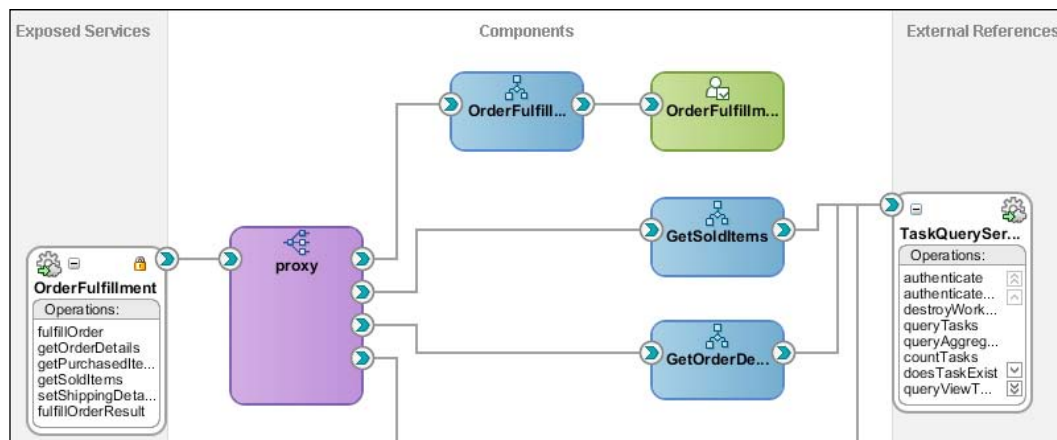 Exposed Services
Components
External References
OrderFulfill...
OrderFulfillm...
proxy
GetSoldItems
GetOrderDe...
OrderFulfillment
Operations:
fulfillOrder
getOrderDetails
getPurchasedIte...
getSoldItems
setShippingDeta...
fulfillOrderResult
TaskQuerySer...
Operations:
authenticate
authenticate...
destroyWork...
queryTasks
queryAggreg...
countTasks
doesTaskExist
queryViewT...